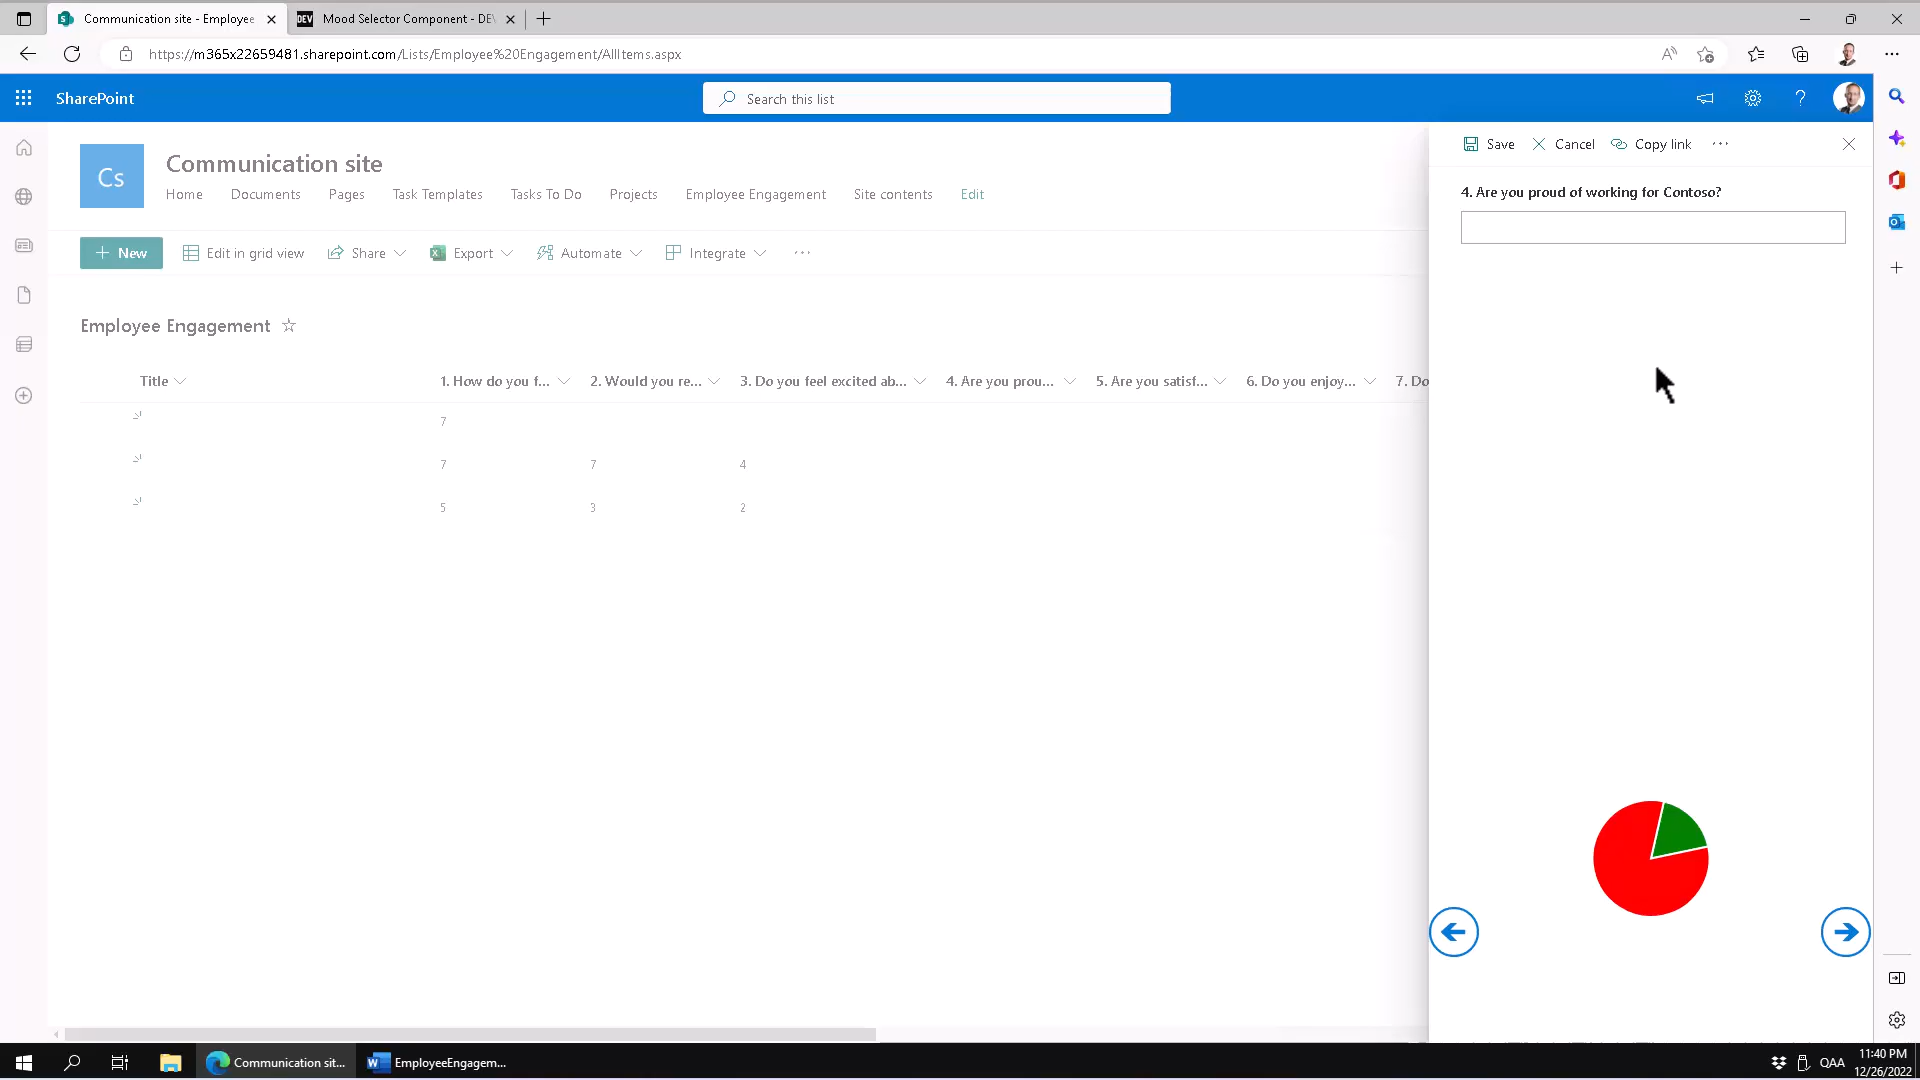 Communication site - Employee
Mood Selector Component - DEV
https://m365x22659481.sharepoint.com/Lists/Employee%20Engagement/AllItems.aspx
SharePoint
Search this list
Save
Cancel
Copy link
Cs
Communication site
Home
Documents
Pages
Task Templates
Tasks To Do
Projects
Employee Engagement
Site contents
Edit
4. Are you proud of working for Contoso?
New
Edit in grid view
Share
Export
Automate
Integrate
Employee Engagement
Title
1. How do you f...
2. Would you re...
3. Do you feel excited ab...
4. Are you prou...
5. Are you satisf...
6. Do you enjoy...
7. Do
7
7
7
4
5
3
2
Communication sit...
EmployeeEngagem...
QAA
11:40 PM
12/26/2022